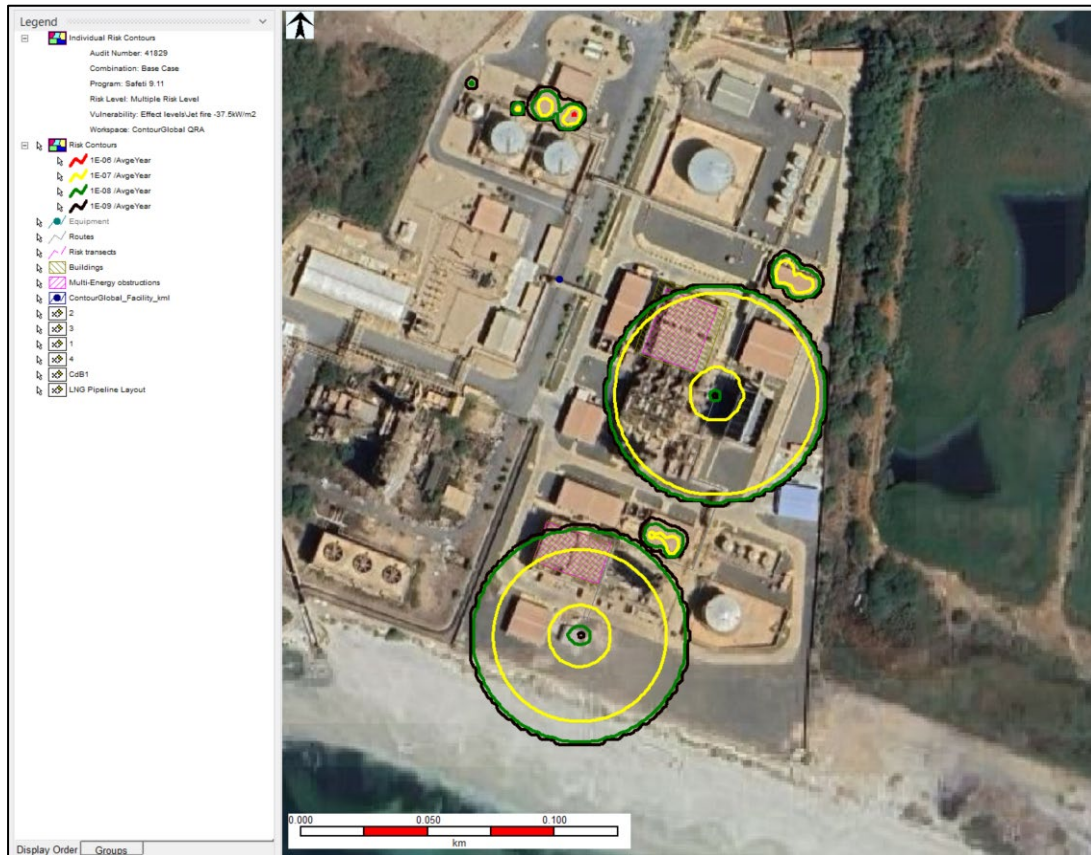 Legend
Individual Risk Contours
Audit Number: 41829
Combination: Base Case
Program: Safeti 9.11
Risk Level: Multiple Risk Level
Vulnerability: Effect levels\Jet fire -37.5kW/m2
Workspace: ContourGlobal QRA
Risk Contours
1E-06 /AvgeYear
1E-07 /AvgeYear
1E-08 /AvgeYear
1E-09 /AvgeYear
Equipment
Routes
Risk transects
Buildings
Multi-Energy obstructions
ContourGlobal_Facility_kml
2
3
1
4
CdB1
LNG Pipeline Layout
Display Order Groups
0.000 0.050 0.100
km